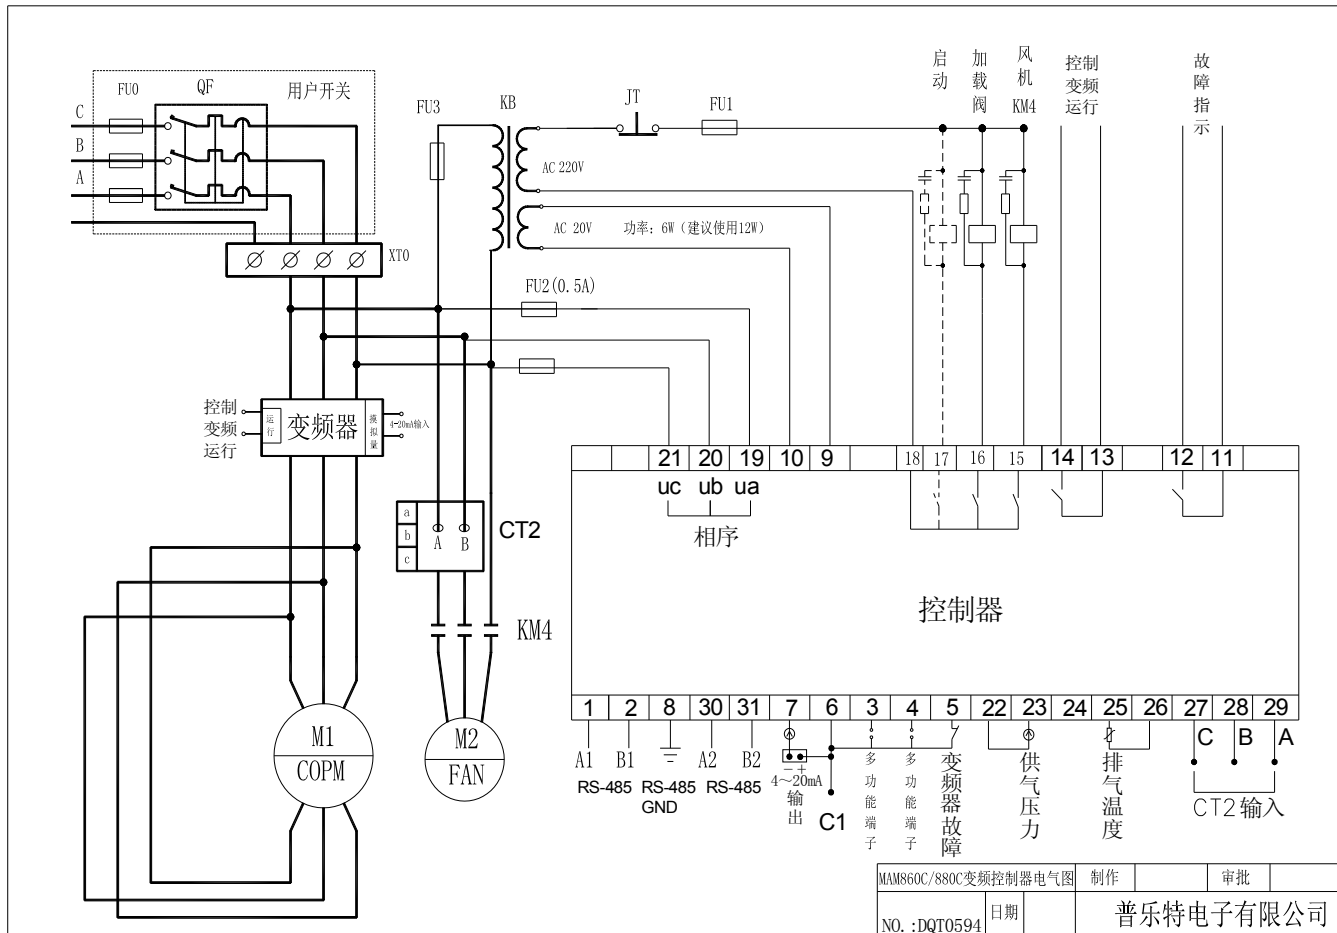 FU0
QF
用户开关
C
B
A
XT0
FU3
KB
JT
FU1
AC 220V
AC 20V
功率：6W（建议使用12W）
FU2(0.5A)
启动
加载阀
风机
KM4
控制
变频
运行
故障指示
控制
变频
运行
运行
变频器
模拟量
4-20mA输入
a
b
c
A
B
CT2
KM4
M1
COPM
M2
FAN
21
20
19
10
9
18
17
16
15
14
13
12
11
uc
ub
ua
相序
控制器
1
2
8
30
31
7
6
3
4
5
22
23
24
25
26
27
28
29
A1
B1
A2
B2
RS-485
RS-485
GND
RS-485
-+
4～20mA
输出
C1
多功能端子
多功能端子
变频器故障
供气压力
排气温度
C
B
A
CT2输入
MAM860C/880C变频控制器电气图
制作
审批
NO.:DQT0594
日期
普乐特电子有限公司